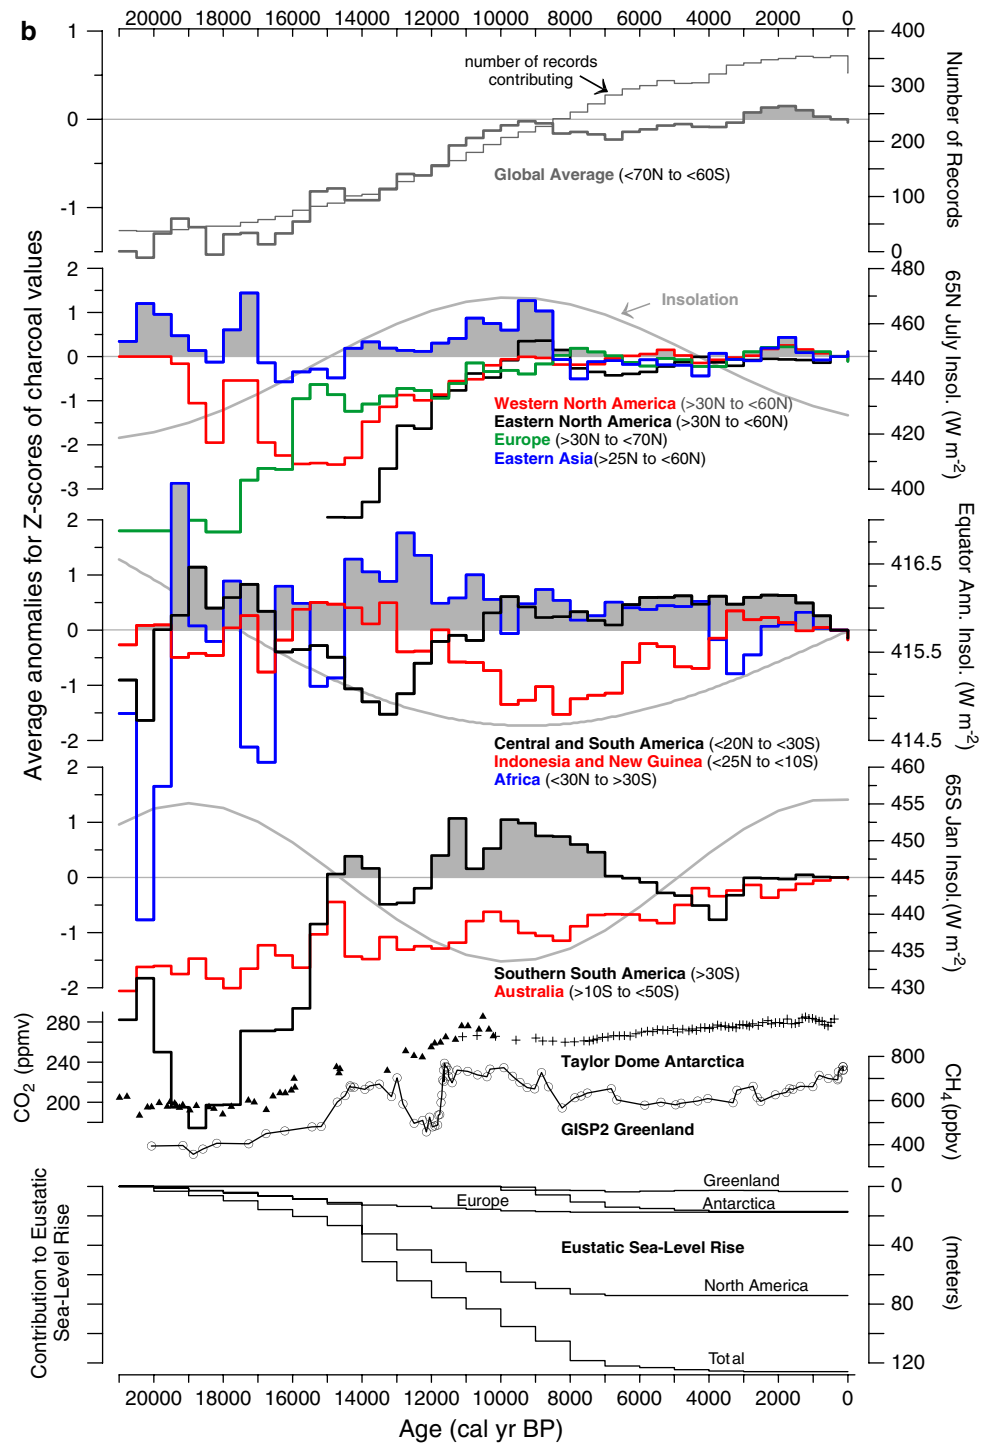 b
20000 18000 16000 14000 12000 10000 8000 6000 4000 2000 0
1
0
-1
400
300
200
100
0
Number of Records
number of records
contributing
Global Average (<70N to <60S)
Average anomalies for Z-scores of charcoal values
2
1
0
-1
-2
-3
480
460
440
420
400
65N July Insol. (W m-2)
Insolation
Western North America (>30N to <60N)
Eastern North America (>30N to <60N)
Europe (>30N to <70N)
Eastern Asia(>25N to <60N)
2
1
0
-1
-2
416.5
415.5
414.5
Equator Ann. Insol. (W m-2)
Central and South America (<20N to <30S)
Indonesia and New Guinea (<25N to <10S)
Africa (<30N to >30S)
2
1
0
-1
-2
460
455
450
445
440
435
430
65S Jan Insol.(W m-2)
Southern South America (>30S)
Australia (>10S to <50S)
CO2 (ppmv)
280
240
200
Taylor Dome Antarctica
GISP2 Greenland
800
600
400
CH4(ppbv)
Contribution to Eustatic
Sea-Level Rise
Greenland
Europe
Antarctica
Eustatic Sea-Level Rise
North America
Total
0
40
80
120
(meters)
20000 18000 16000 14000 12000 10000 8000 6000 4000 2000 0
Age (cal yr BP)